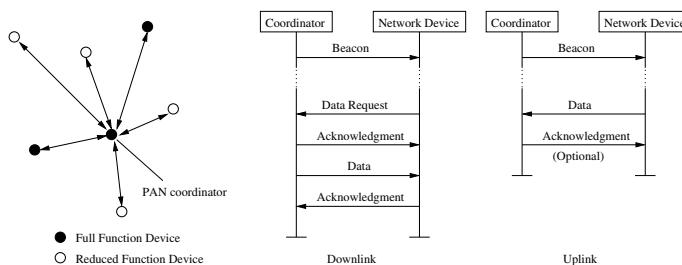 PAN coordinator
Full Function Device
Reduced Function Device
Coordinator
Network Device
Beacon
Data Request
Acknowledgment
Data
Acknowledgment
Downlink
Coordinator
Network Device
Beacon
Data
Acknowledgment
(Optional)
Uplink